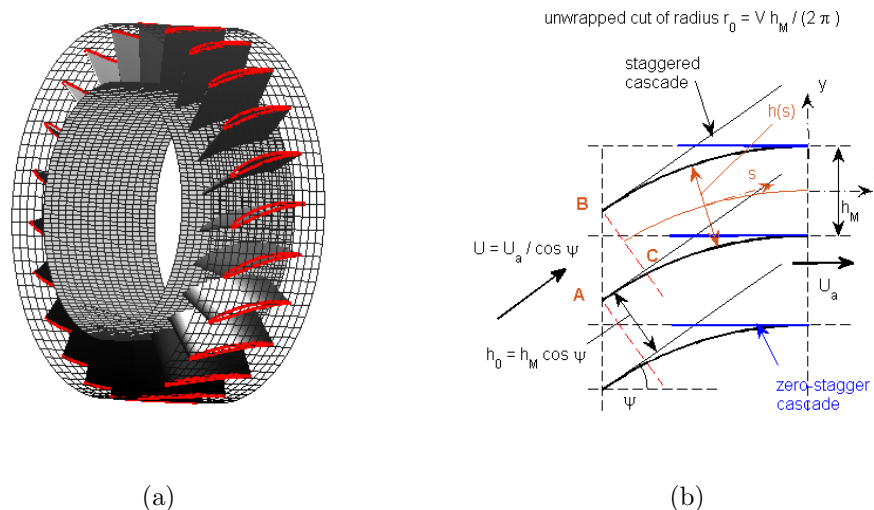 unwrapped cut of radius r0 = V hM / (2 π )
staggered
cascade
y
h(s)
s
B
hM
U = Ua / cos ψ
C
A
Ua
h0 = hM cos ψ
zero-stagger
cascade
Ψ
(a)
(b)